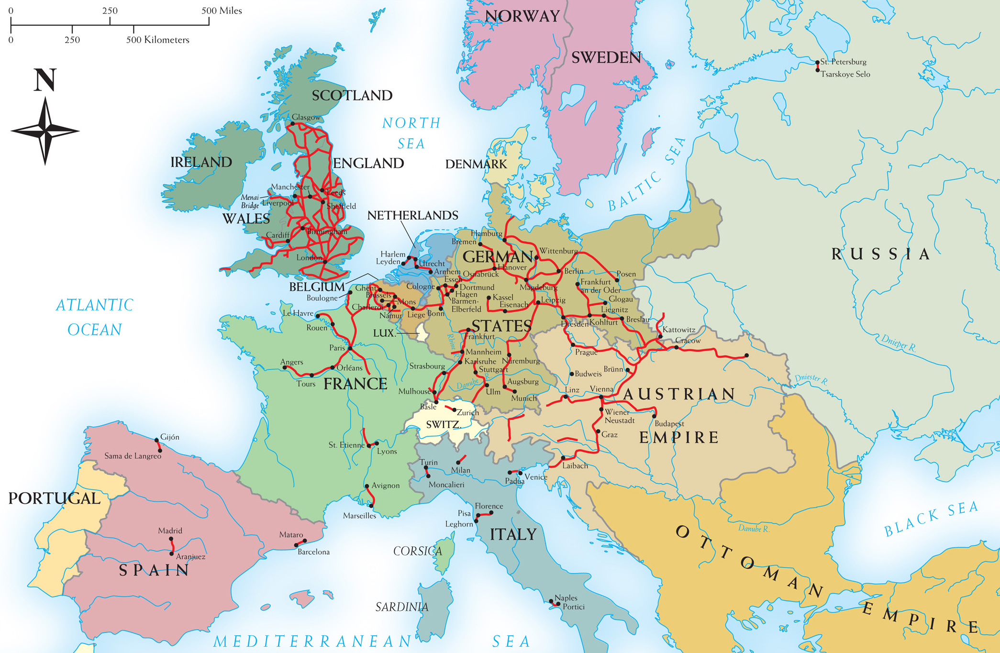 0 250 500 Miles
0 250 500 Kilometers
N
NORWAY
SWEDEN
St. Petersburg
Tsarskoye Selo
SCOTLAND
Glasgow
NORTH
SEA
IRELAND
ENGLAND
DENMARK
BALTIC SEA
Manchester
Leeds
Menai
Bridge
Liverpool
Sheffield
WALES
NETHERLANDS
Birmingham
Cardiff
London
Hamburg
Bremen
Wittenburg
Harlem
Leyden
Utrecht
Arnhem
GERMAN
STATES
Hanover
Osnabrück
Berlin
Posen
RUSSIA
BELGIUM
Boulogne
Ghent
Brussels
Mons
Charleroi
Namur
Liege
Bonn
Cologne
Essen
Dortmund
Hagen
Barmen-
Elberfeld
Kassel
Eisenach
Magdeburg
Leipzig
Frankfurt
an der Oder
Glogau
Liegnitz
Breslau
Dresden
Kohlfurt
ATLANTIC
OCEAN
Le Havre
Rouen
LUX.
Rhine R.
Frankfurt
Kattowitz
Cracow
Dnieper R.
Paris
Mannheim
Karlsruhe
Nuremburg
Prague
Angers
Orléans
Tours
FRANCE
Strasbourg
Stuttgart
Danube R.
Ulm
Augsburg
Munich
Budweis
Brünn
Dniester R.
Mulhouse
Basle
Zurich
SWITZ.
Linz
Vienna
AUSTRIAN
EMPIRE
Wiener
Neustadt
Budapest
Graz
Gijón
Sama de Langreo
St. Etienne
Lyons
Turin
Moncalieri
Milan
Padua
Venice
Laibach
PORTUGAL
Avignon
Marseilles
Florence
Pisa
Leghorn
ITALY
BLACK SEA
Danube R.
Madrid
Aranjuez
Mataro
Barcelona
SPAIN
CORSICA
SARDINIA
Naples
Portici
OTTOMAN
EMPIRE
MEDITERRANEAN SEA